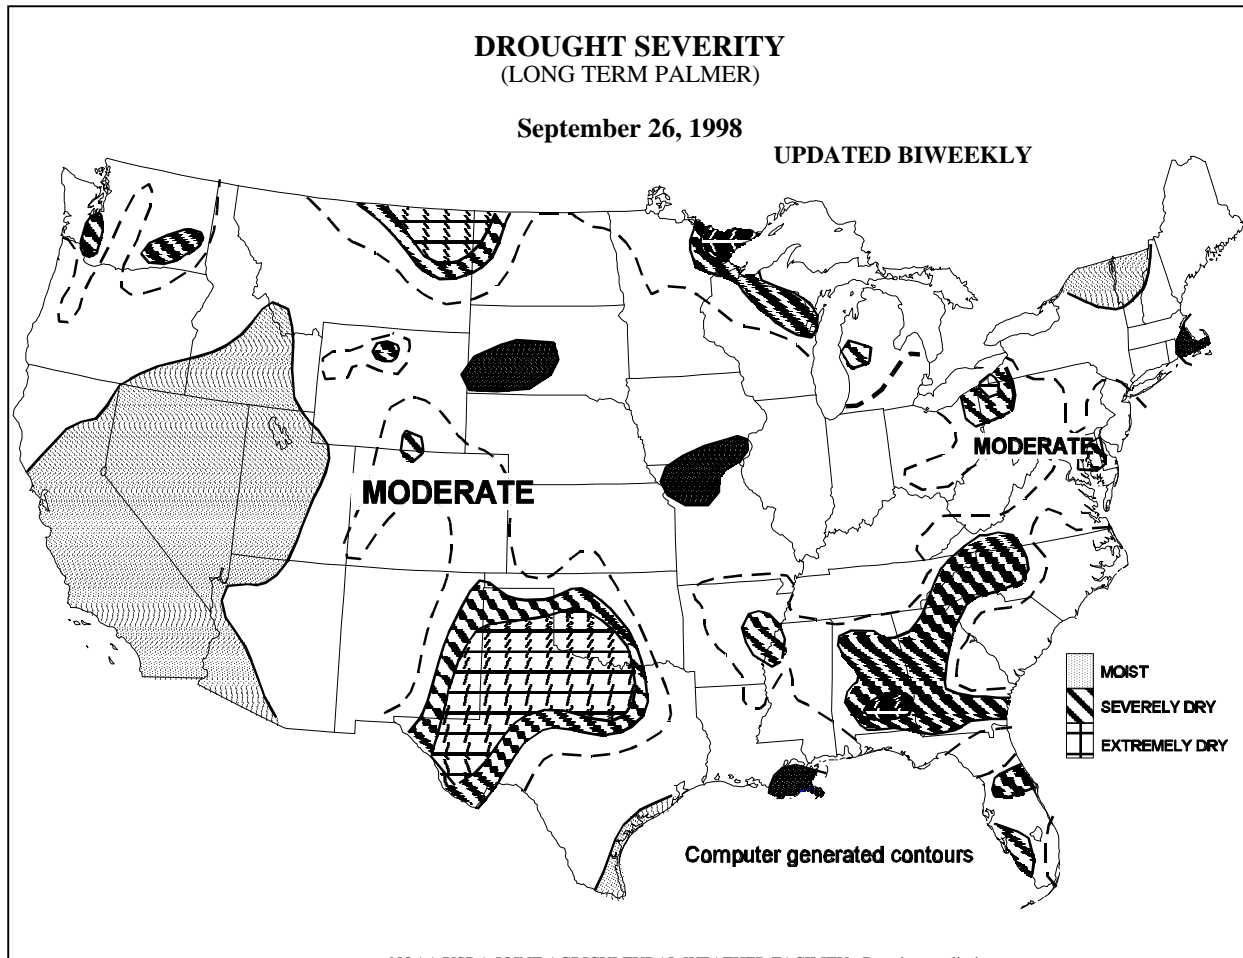 DROUGHT SEVERITY
(LONG TERM PALMER)
September 26, 1998
UPDATED BIWEEKLY
MODERATE
MODERATE
MOIST
SEVERELY DRY
EXTREMELY DRY
Computer generated contours